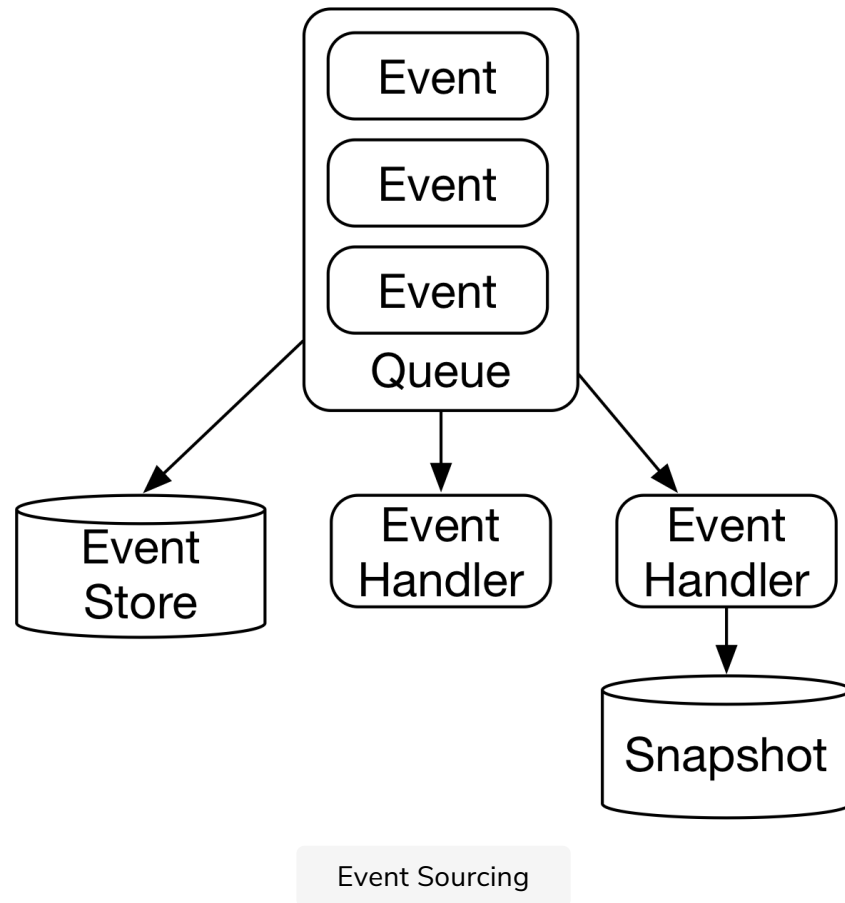 Event
Event
Event
Queue
Event
Store
Event
Handler
Event
Handler
Snapshot
Event Sourcing